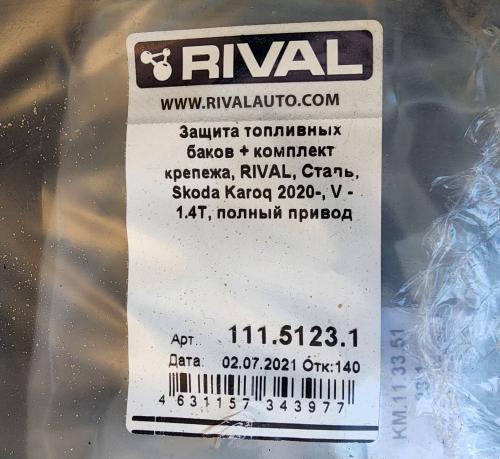 RIVAL
WWW.RIVALAUTO.COM
Защита топливных
баков + комплект
крепежа, RIVAL, Сталь,
Skoda Karoq 2020-, V -
1.4T, полный привод
Арт. 111.5123.1
Дата: 02.07.2021 Отк:140
4 631157 343977
КМ.11 33 51